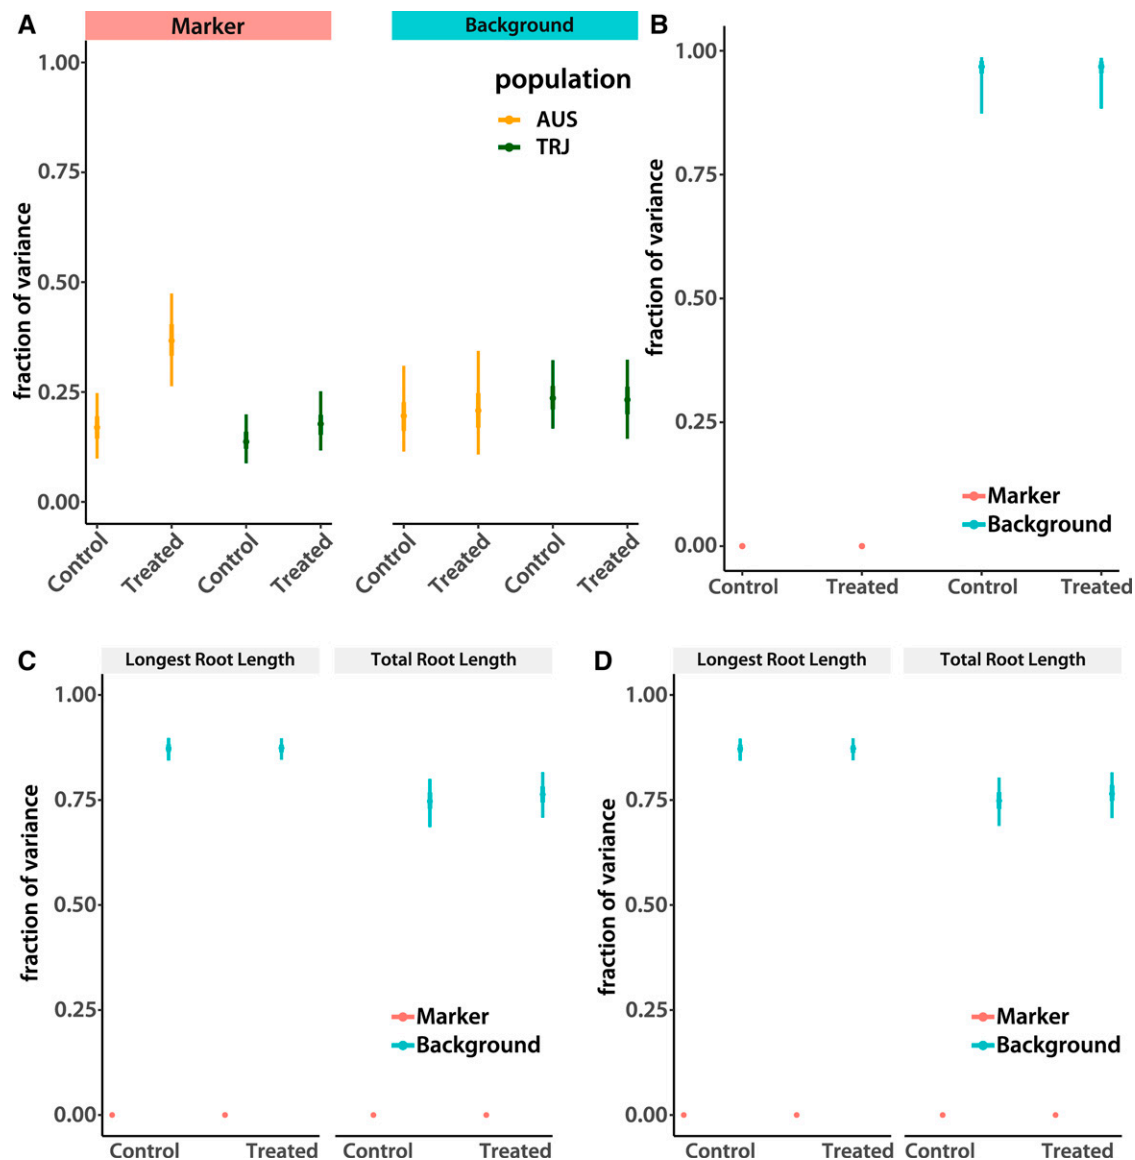 A
Marker
Background
fraction of variance
1.00
0.75
0.50
0.25
0.00
population
AUS
TRJ
Control
Treated
Control
Treated
Control
Treated
Control
Treated
B
fraction of variance
1.00
0.75
0.50
0.25
0.00
Marker
Background
Control
Treated
Control
Treated
C
Longest Root Length
Total Root Length
fraction of variance
1.00
0.75
0.50
0.25
0.00
Marker
Background
Control
Treated
Control
Treated
D
Longest Root Length
Total Root Length
fraction of variance
1.00
0.75
0.50
0.25
0.00
Marker
Background
Control
Treated
Control
Treated